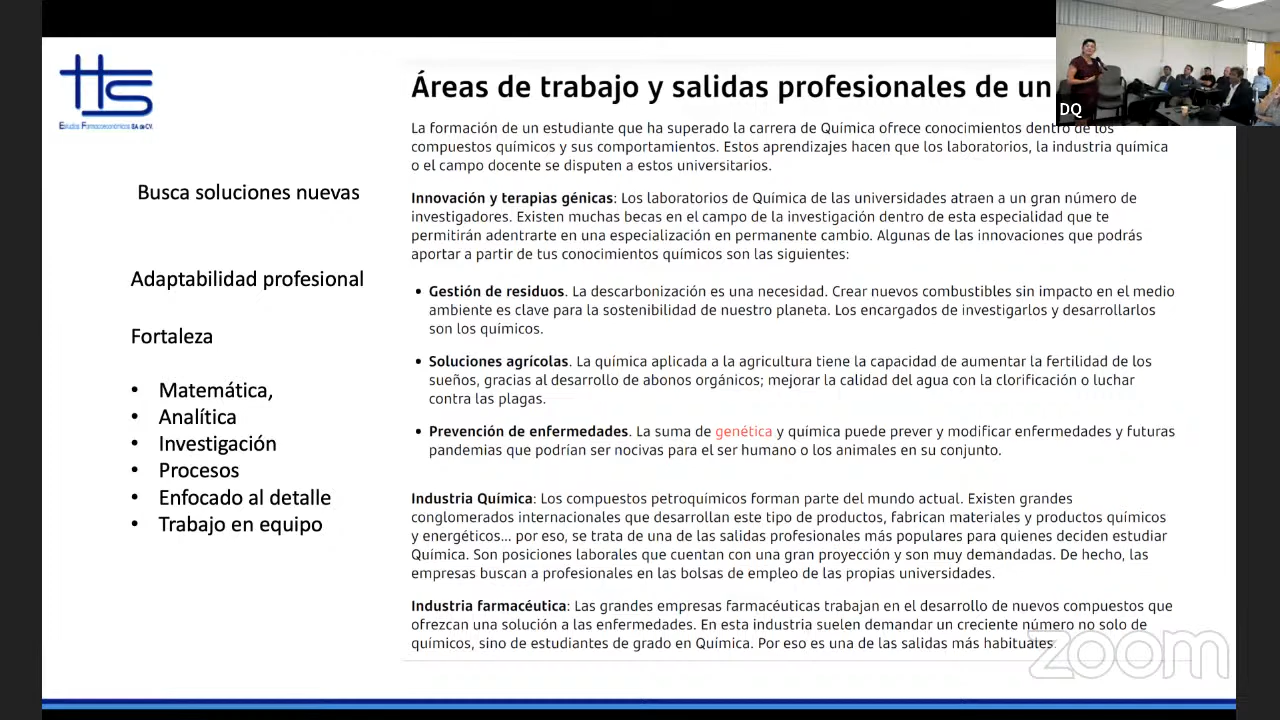 HS
Estudios Farmacoeconómicos SA de CV.
Busca soluciones nuevas
Adaptabilidad profesional
Fortaleza
• Matemática,
• Analítica
• Investigación
• Procesos
• Enfocado al detalle
• Trabajo en equipo
Áreas de trabajo y salidas profesionales de un
La formación de un estudiante que ha superado la carrera de Química ofrece conocimientos dentro de los
compuestos químicos y sus comportamientos. Estos aprendizajes hacen que los laboratorios, la industria química
o el campo docente se disputen a estos universitarios.
Innovación y terapias génicas: Los laboratorios de Química de las universidades atraen a un gran número de
investigadores. Existen muchas becas en el campo de la investigación dentro de esta especialidad que te
permitirán adentrarte en una especialización en permanente cambio. Algunas de las innovaciones que podrás
aportar a partir de tus conocimientos químicos son las siguientes:
• Gestión de residuos. La descarbonización es una necesidad. Crear nuevos combustibles sin impacto en el medio
ambiente es clave para la sostenibilidad de nuestro planeta. Los encargados de investigarlos y desarrollarlos
son los químicos.
• Soluciones agrícolas. La química aplicada a la agricultura tiene la capacidad de aumentar la fertilidad de los
sueños, gracias al desarrollo de abonos orgánicos; mejorar la calidad del agua con la clorificación o luchar
contra las plagas.
• Prevención de enfermedades. La suma de genética y química puede prever y modificar enfermedades y futuras
pandemias que podrían ser nocivas para el ser humano o los animales en su conjunto.
Industria Química: Los compuestos petroquímicos forman parte del mundo actual. Existen grandes
conglomerados internacionales que desarrollan este tipo de productos, fabrican materiales y productos químicos
y energéticos... por eso, se trata de una de las salidas profesionales más populares para quienes deciden estudiar
Química. Son posiciones laborales que cuentan con una gran proyección y son muy demandadas. De hecho, las
empresas buscan a profesionales en las bolsas de empleo de las propias universidades.
Industria farmacéutica: Las grandes empresas farmacéuticas trabajan en el desarrollo de nuevos compuestos que
ofrezcan una solución a las enfermedades. En esta industria suelen demandar un creciente número no solo de
químicos, sino de estudiantes de grado en Química. Por eso es una de las salidas más habituales.
DQ
zoom